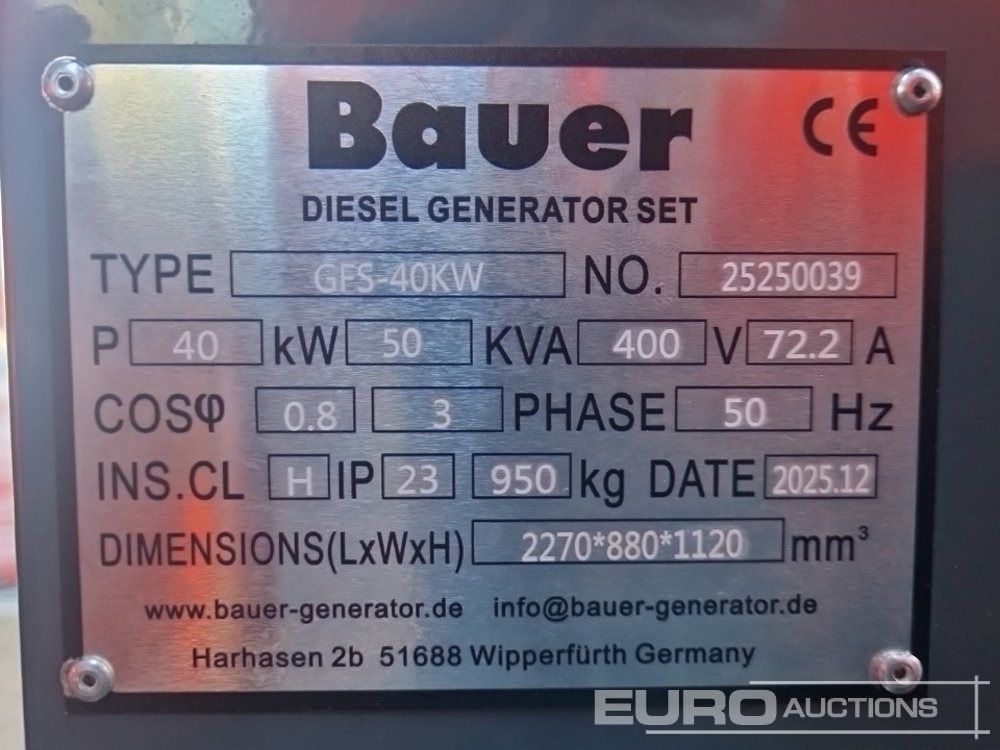 Bauer CE
DIESEL GENERATOR SET
TYPE GFS-40KW NO. 25250039
P 40 kW 50 KVA 400 V 72.2 A
COSφ 0.8 3 PHASE 50 Hz
INS.CL H IP 23 950 kg DATE 2025.12
DIMENSIONS(LxWxH) 2270*880*1120 mm³
www.bauer-generator.de info@bauer-generator.de
Harhasen 2b 51688 Wipperfürth Germany
EURO AUCTIONS